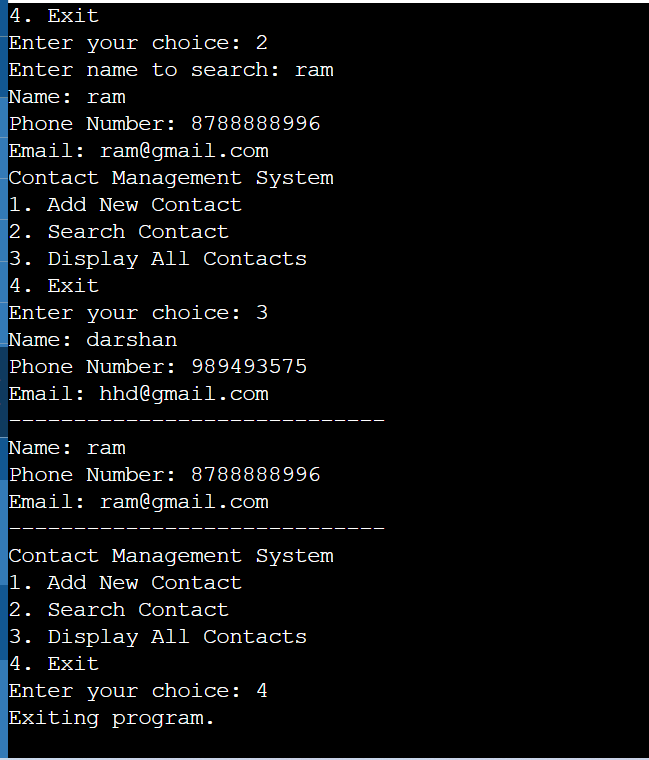 4. Exit
Enter your choice: 2
Enter name to search: ram
Name: ram
Phone Number: 8788888996
Email: ram@gmail.com
Contact Management System
1. Add New Contact
2. Search Contact
3. Display All Contacts
4. Exit
Enter your choice: 3
Name: darshan
Phone Number: 989493575
Email: hhd@gmail.com
-----------------------------
Name: ram
Phone Number: 8788888996
Email: ram@gmail.com
-----------------------------
Contact Management System
1. Add New Contact
2. Search Contact
3. Display All Contacts
4. Exit
Enter your choice: 4
Exiting program.